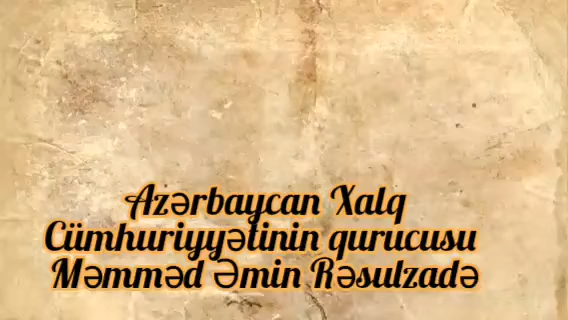 Azərbaycan Xalq
Cümhuriyyətinin qurucusu
Məmməd Əmin Rəsulzadə